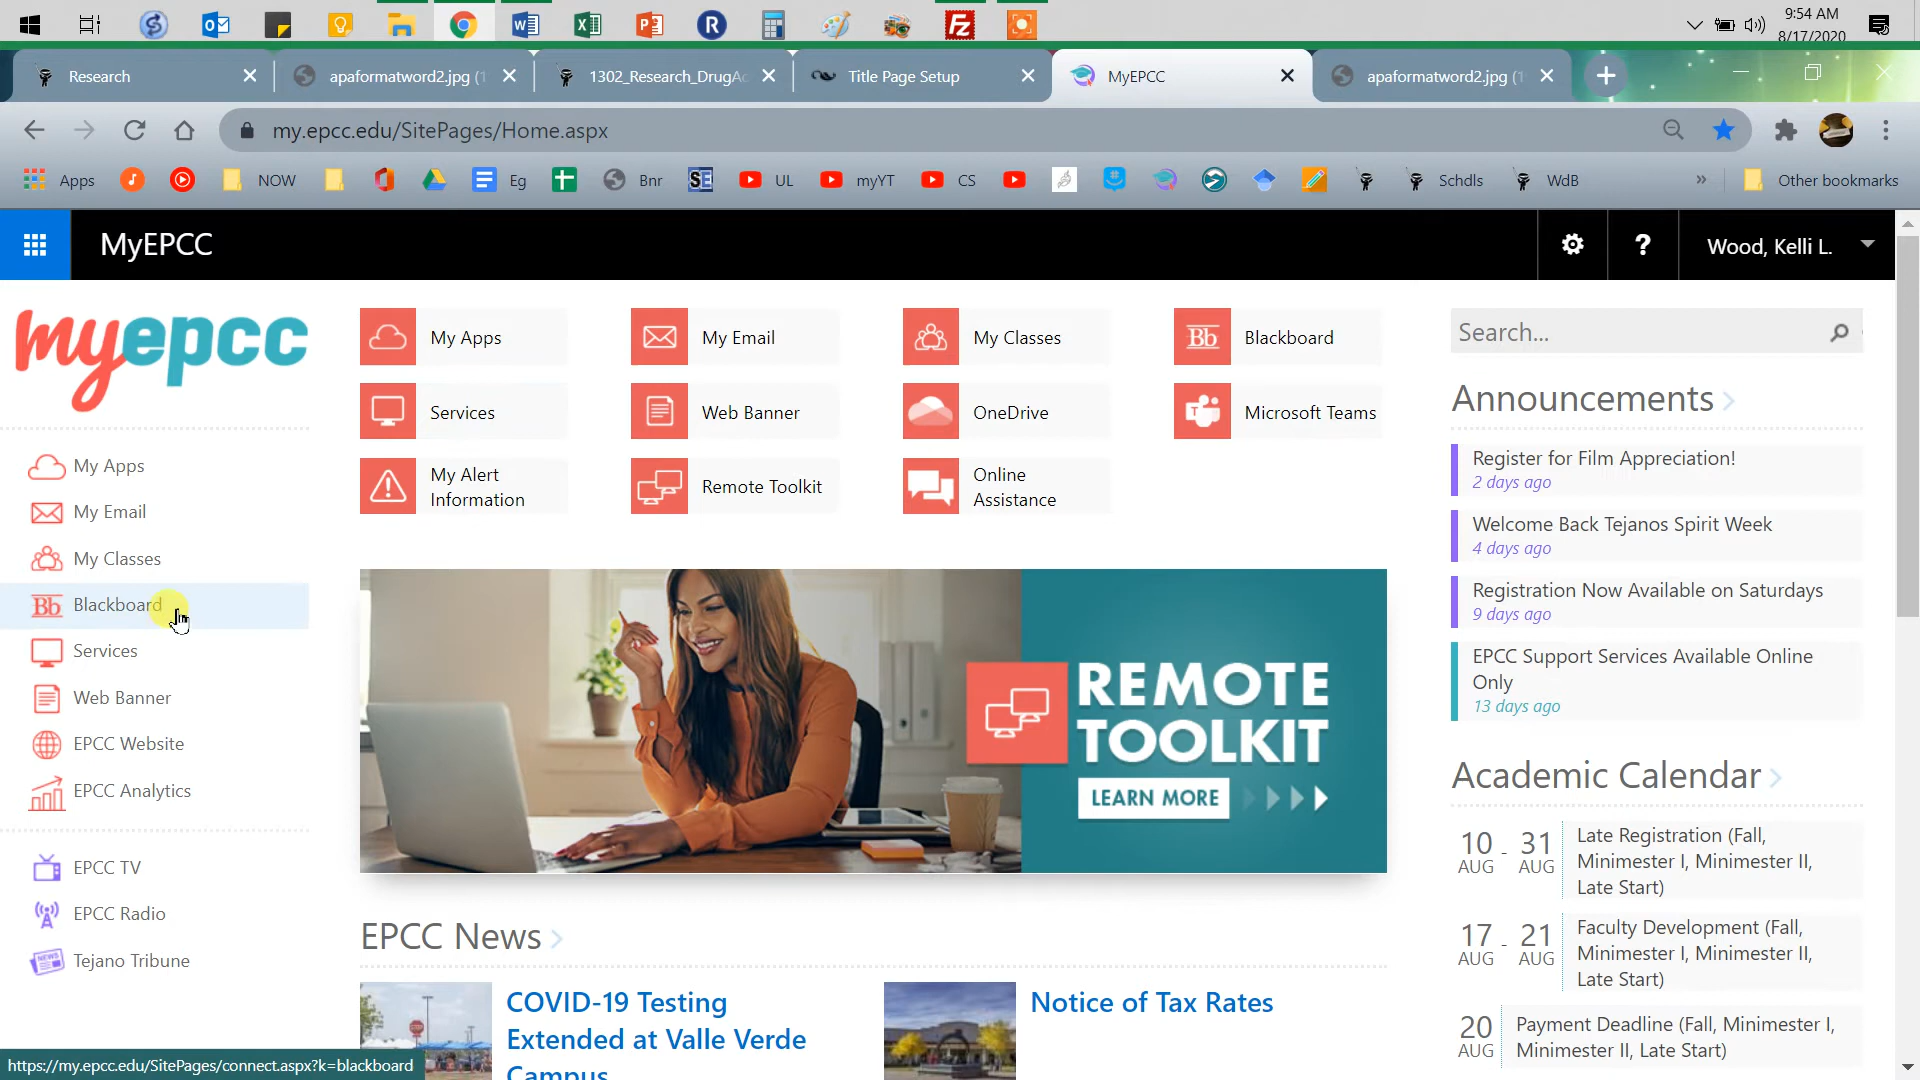 9:54 AM
8/17/2020
Research
apaformatword2.jpg (1
1302_Research_DrugAc
Title Page Setup
MyEPCC
apaformatword2.jpg (1
my.epcc.edu/SitePages/Home.aspx
Apps
NOW
Eg
Bnr
SE
UL
myYT
CS
Schdls
WdB
»
Other bookmarks
MyEPCC
?
Wood, Kelli L.
myepcc
My Apps
My Email
My Classes
Bb
Blackboard
Services
Web Banner
OneDrive
Microsoft Teams
My Alert
Information
Remote Toolkit
Online
Assistance
Search...
Announcements
Register for Film Appreciation!
2 days ago
Welcome Back Tejanos Spirit Week
4 days ago
Registration Now Available on Saturdays
9 days ago
EPCC Support Services Available Online
Only
13 days ago
My Apps
My Email
My Classes
Bb
Blackboard
Services
Web Banner
EPCC Website
EPCC Analytics
EPCC TV
EPCC Radio
NEWS
Tejano Tribune
REMOTE
TOOLKIT
LEARN MORE
Academic Calendar
10 - 31
AUG AUG
Late Registration (Fall,
Minimester I, Minimester II,
Late Start)
17 - 21
AUG AUG
Faculty Development (Fall,
Minimester I, Minimester II,
Late Start)
20
AUG
Payment Deadline (Fall, Minimester I,
Minimester II, Late Start)
EPCC News
COVID-19 Testing
Extended at Valle Verde
Campus
Notice of Tax Rates
https://my.epcc.edu/SitePages/connect.aspx?k=blackboard